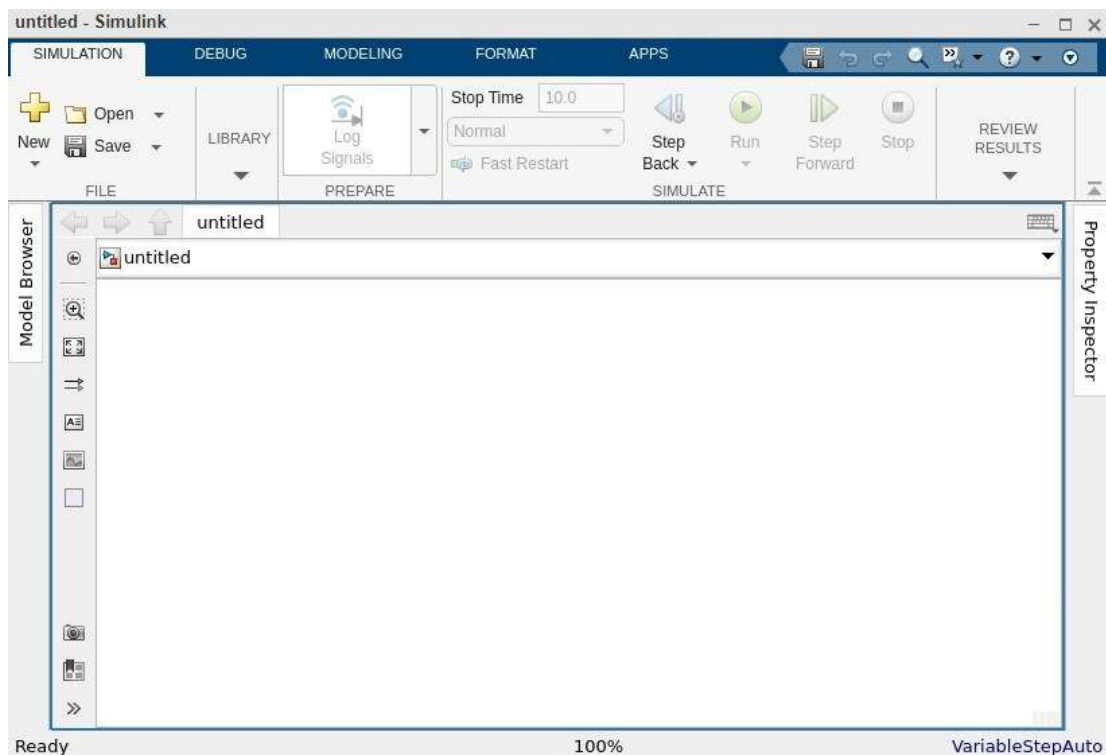 untitled - Simulink
SIMULATION DEBUG MODELING FORMAT APPS
New
Open
Save
FILE
LIBRARY
Log
Signals
PREPARE
Stop Time 10.0
Normal
Fast Restart
Step
Back
Run
Step
Forward
Stop
SIMULATE
REVIEW
RESULTS
Model Browser
untitled
untitled
Property Inspector
Ready 100% VariableStepAuto